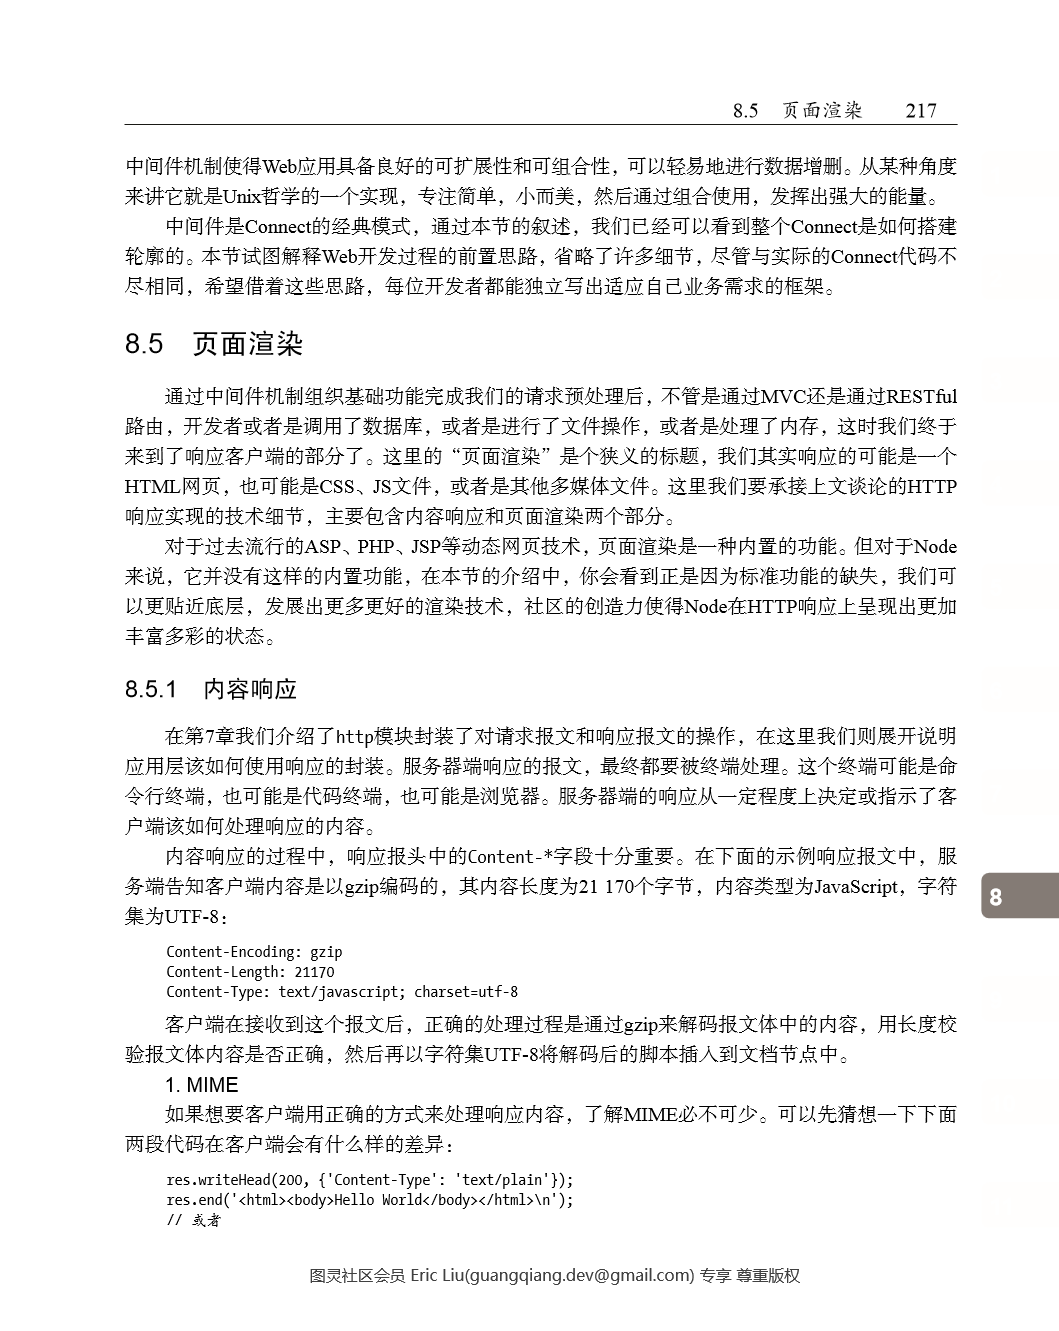 8.5 页面渲染 217
中间件机制使得Web应用具备良好的可扩展性和可组合性，可以轻易地进行数据增删。从某种角度
来讲它就是Unix哲学的一个实现，专注简单，小而美，然后通过组合使用，发挥出强大的能量。
中间件是Connect的经典模式，通过本节的叙述，我们已经可以看到整个Connect是如何搭建
轮廓的。本节试图解释Web开发过程的前置思路，省略了许多细节，尽管与实际的Connect代码不
尽相同，希望借着这些思路，每位开发者都能独立写出适应自己业务需求的框架。
8.5 页面渲染
通过中间件机制组织基础功能完成我们的请求预处理后，不管是通过MVC还是通过RESTful
路由，开发者或者是调用了数据库，或者是进行了文件操作，或者是处理了内存，这时我们终于
来到了响应客户端的部分了。这里的“页面渲染”是个狭义的标题，我们其实响应的可能是一个
HTML网页，也可能是CSS、JS文件，或者是其他多媒体文件。这里我们要承接上文谈论的HTTP
响应实现的技术细节，主要包含内容响应和页面渲染两个部分。
对于过去流行的ASP、PHP、JSP等动态网页技术，页面渲染是一种内置的功能。但对于Node
来说，它并没有这样的内置功能，在本节的介绍中，你会看到正是因为标准功能的缺失，我们可
以更贴近底层，发展出更多更好的渲染技术，社区的创造力使得Node在HTTP响应上呈现出更加
丰富多彩的状态。
8.5.1 内容响应
在第7章我们介绍了http模块封装了对请求报文和响应报文的操作，在这里我们则展开说明
应用层该如何使用响应的封装。服务器端响应的报文，最终都要被终端处理。这个终端可能是命
令行终端，也可能是代码终端，也可能是浏览器。服务器端的响应从一定程度上决定或指示了客
户端该如何处理响应的内容。
内容响应的过程中，响应报头中的Content-*字段十分重要。在下面的示例响应报文中，服
务端告知客户端内容是以gzip编码的，其内容长度为21 170个字节，内容类型为JavaScript，字符
集为UTF-8：
8
Content-Encoding: gzip
Content-Length: 21170
Content-Type: text/javascript; charset=utf-8
客户端在接收到这个报文后，正确的处理过程是通过gzip来解码报文体中的内容，用长度校
验报文体内容是否正确，然后再以字符集UTF-8将解码后的脚本插入到文档节点中。
1. MIME
如果想要客户端用正确的方式来处理响应内容，了解MIME必不可少。可以先猜想一下下面
两段代码在客户端会有什么样的差异：
res.writeHead(200, {'Content-Type': 'text/plain'});
res.end('<html><body>Hello World</body></html>\n');
// 或者
图灵社区会员 Eric Liu(guangqiang.dev@gmail.com) 专享 尊重版权